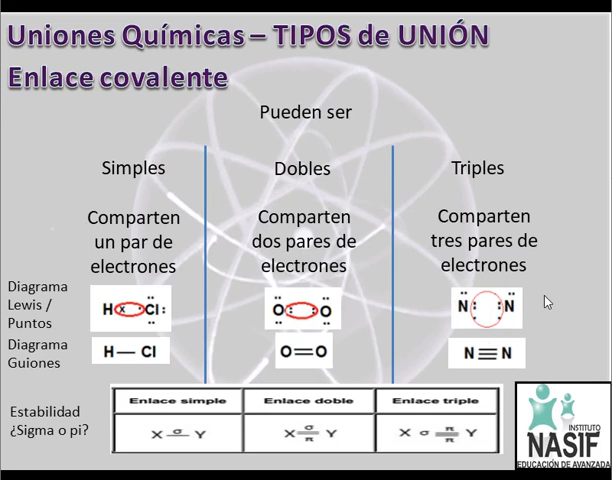 Uniones Químicas – TIPOS de UNIÓN
Enlace covalente
Pueden ser
Simples
Dobles
Triples
Comparten
un par de
electrones
Comparten
dos pares de
electrones
Comparten
tres pares de
electrones
Diagrama
Lewis /
Puntos
H x· Cl:
O :: O
N ⋮⋮ N
Diagrama
Guiones
H — Cl
O=O
N≡N
Estabilidad
¿Sigma o pi?
Enlace simple
Enlace doble
Enlace triple
X σ Y
X σ π Y
X σ π π Y
INSTITUTO
NASIF
EDUCACIÓN DE AVANZADA